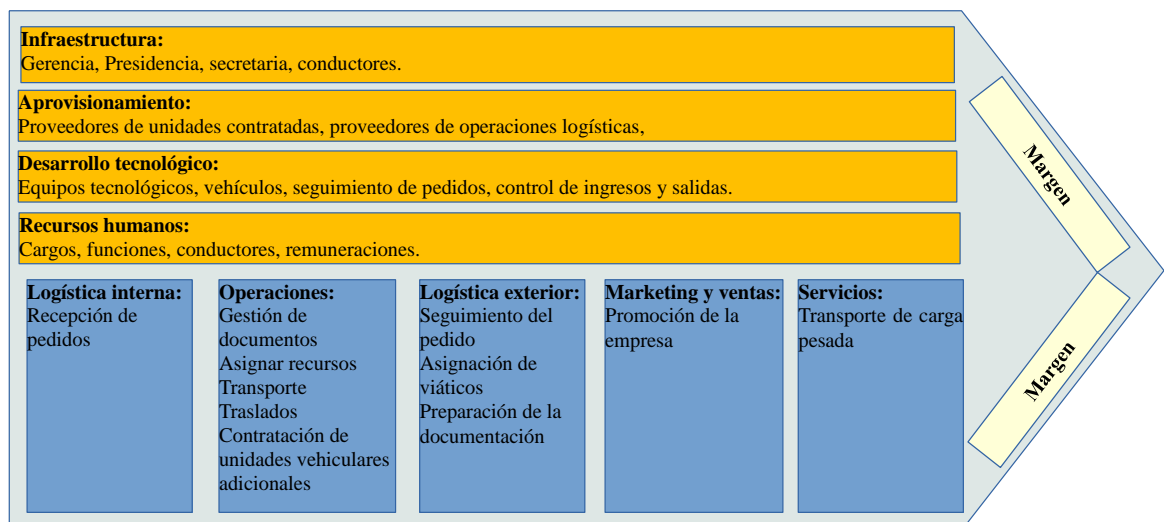 Infraestructura:
Gerencia, Presidencia, secretaria, conductores.
Aprovisionamiento:
Proveedores de unidades contratadas, proveedores de operaciones logísticas,
Desarrollo tecnológico:
Equipos tecnológicos, vehículos, seguimiento de pedidos, control de ingresos y salidas.
Recursos humanos:
Cargos, funciones, conductores, remuneraciones.
Logística interna:
Recepción de
pedidos
Operaciones:
Gestión de
documentos
Asignar recursos
Transporte
Traslados
Contratación de
unidades vehiculares
adicionales
Logística exterior:
Seguimiento del
pedido
Asignación de
viáticos
Preparación de la
documentación
Marketing y ventas:
Promoción de la
empresa
Servicios:
Transporte de carga
pesada
Margen
Margen